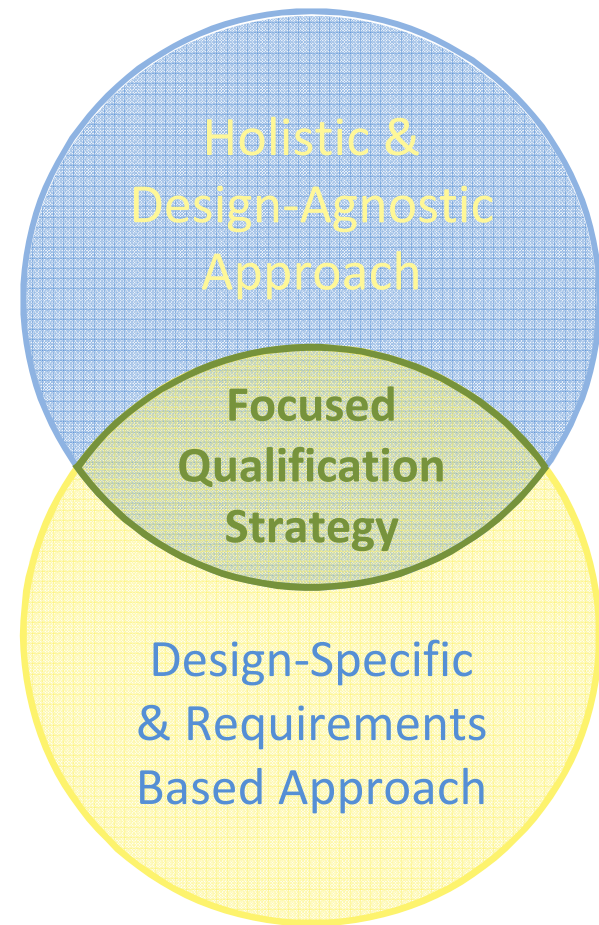 Holistic &
Design-Agnostic
Approach
Focused
Qualification
Strategy
Design-Specific
& Requirements
Based Approach